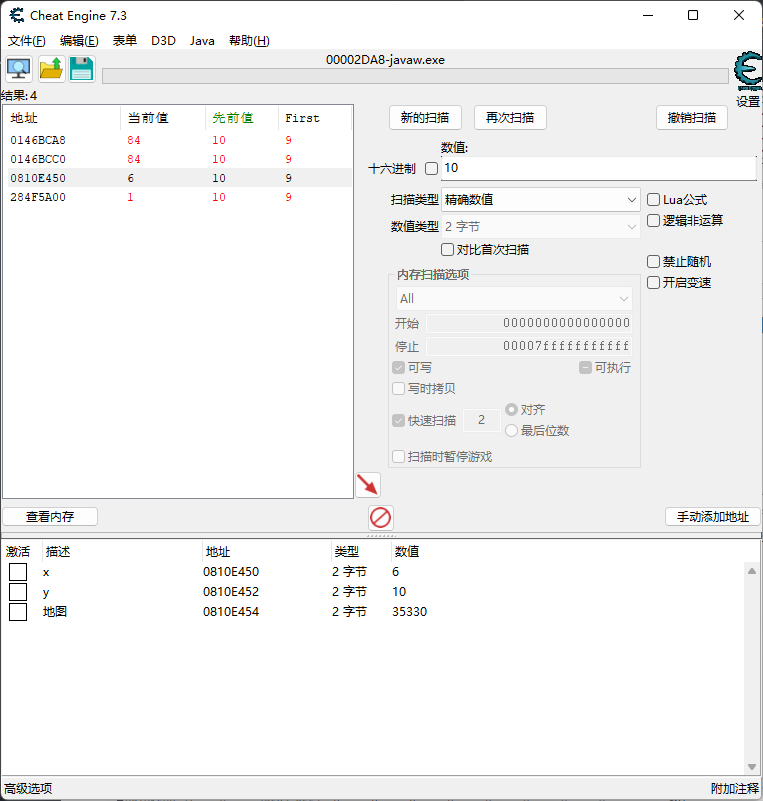 Cheat Engine 7.3
文件(F) 编辑(E) 表单 D3D Java 帮助(H)
00002DA8-javaw.exe
设置
结果: 4
地址 当前值 先前值 First
0146BCA8 84 10 9
0146BCC0 84 10 9
0810E450 6 10 9
284F5A00 1 10 9
新的扫描 再次扫描 撤销扫描
数值:
十六进制 10
扫描类型 精确数值
数值类型 2 字节
对比首次扫描
Lua公式
逻辑非运算
禁止随机
开启变速
内存扫描选项
All
开始 0000000000000000
停止 00007fffffffffff
可写 可执行
写时拷贝
快速扫描 2 对齐
最后位数
扫描时暂停游戏
查看内存 手动添加地址
激活 描述 地址 类型 数值
x 0810E450 2 字节 6
y 0810E452 2 字节 10
地图 0810E454 2 字节 35330
高级选项 附加注释